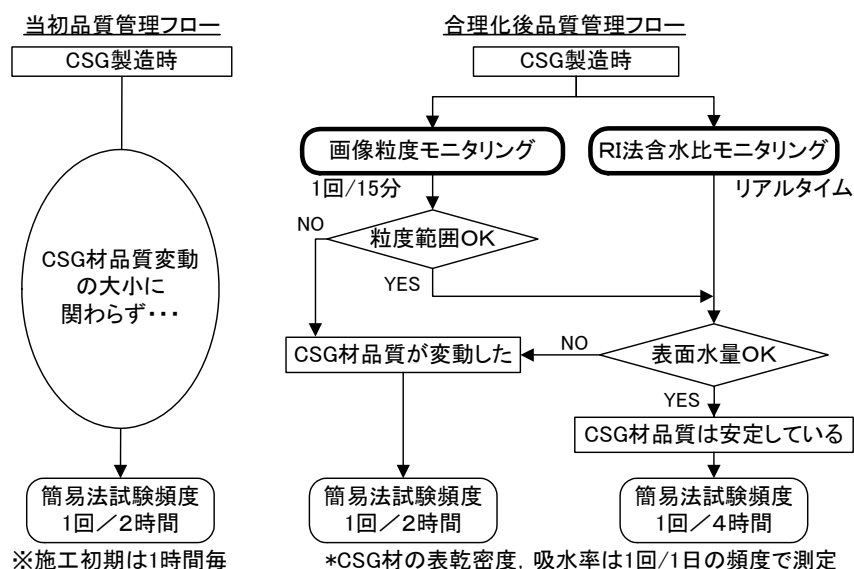 当初品質管理フロー
CSG製造時
CSG材品質変動
の大小に
関わらず・・・
簡易法試験頻度
1回／2時間
※施工初期は1時間毎
合理化後品質管理フロー
CSG製造時
画像粒度モニタリング
RI法含水比モニタリング
1回/15分
リアルタイム
NO
粒度範囲OK
YES
CSG材品質が変動した
NO
表面水量OK
YES
CSG材品質は安定している
簡易法試験頻度
1回／2時間
簡易法試験頻度
1回／4時間
*CSG材の表乾密度，吸水率は1回/1日の頻度で測定